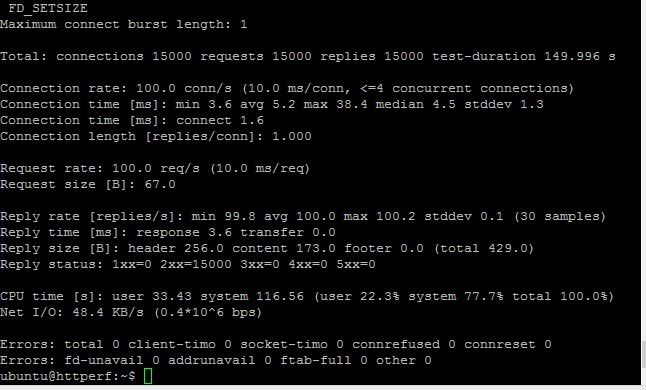 FD_SETSIZE
Maximum connect burst length: 1
Total: connections 15000 requests 15000 replies 15000 test-duration 149.996 s
Connection rate: 100.0 conn/s (10.0 ms/conn, <=4 concurrent connections)
Connection time [ms]: min 3.6 avg 5.2 max 38.4 median 4.5 stddev 1.3
Connection time [ms]: connect 1.6
Connection length [replies/conn]: 1.000
Request rate: 100.0 req/s (10.0 ms/req)
Request size [B]: 67.0
Reply rate [replies/s]: min 99.8 avg 100.0 max 100.2 stddev 0.1 (30 samples)
Reply time [ms]: response 3.6 transfer 0.0
Reply size [B]: header 256.0 content 173.0 footer 0.0 (total 429.0)
Reply status: 1xx=0 2xx=15000 3xx=0 4xx=0 5xx=0
CPU time [s]: user 33.43 system 116.56 (user 22.3% system 77.7% total 100.0%)
Net I/O: 48.4 KB/s (0.4*10^6 bps)
Errors: total 0 client-timo 0 socket-timo 0 connrefused 0 connreset 0
Errors: fd-unavail 0 addrunavail 0 ftab-full 0 other 0
ubuntu@httperf:~$